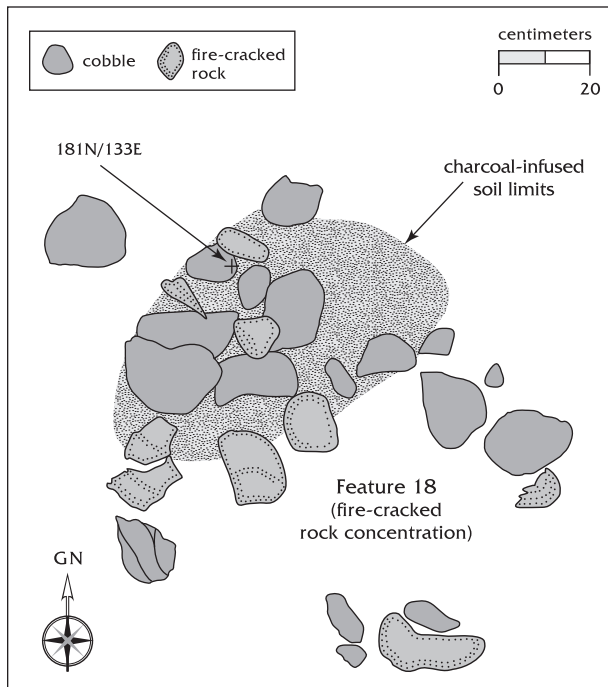 cobble
fire-cracked
rock
centimeters
0 20
181N/133E
charcoal-infused
soil limits
Feature 18
(fire-cracked
rock concentration)
GN